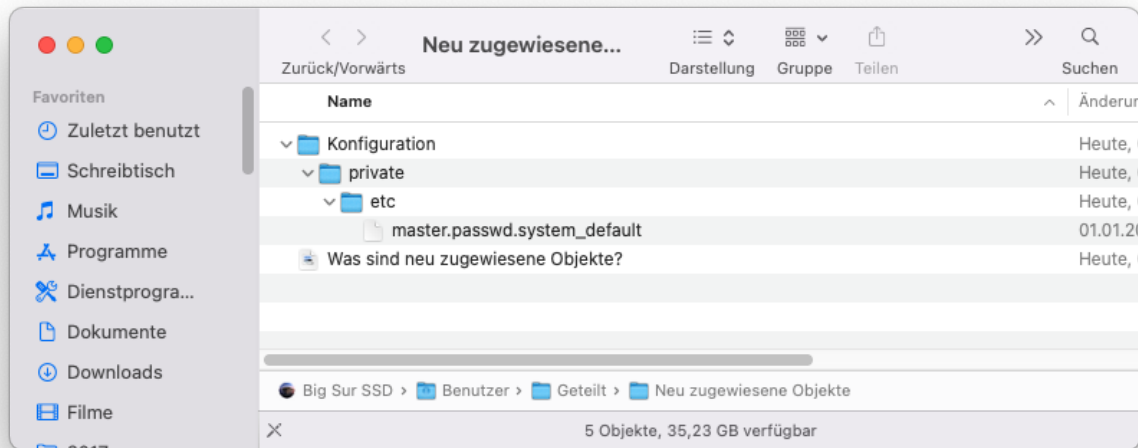 Neu zugewiesene...
Zurück/Vorwärts
Darstellung
Gruppe
Teilen
Suchen
Favoriten
Zuletzt benutzt
Schreibtisch
Musik
Programme
Dienstprogra...
Dokumente
Downloads
Filme
Name
Konfiguration Heute,
private Heute,
etc Heute,
master.passwd.system_default
Was sind neu zugewiesene Objekte? Heute,
Big Sur SSD › Benutzer › Geteilt › Neu zugewiesene Objekte
5 Objekte, 35,23 GB verfügbar